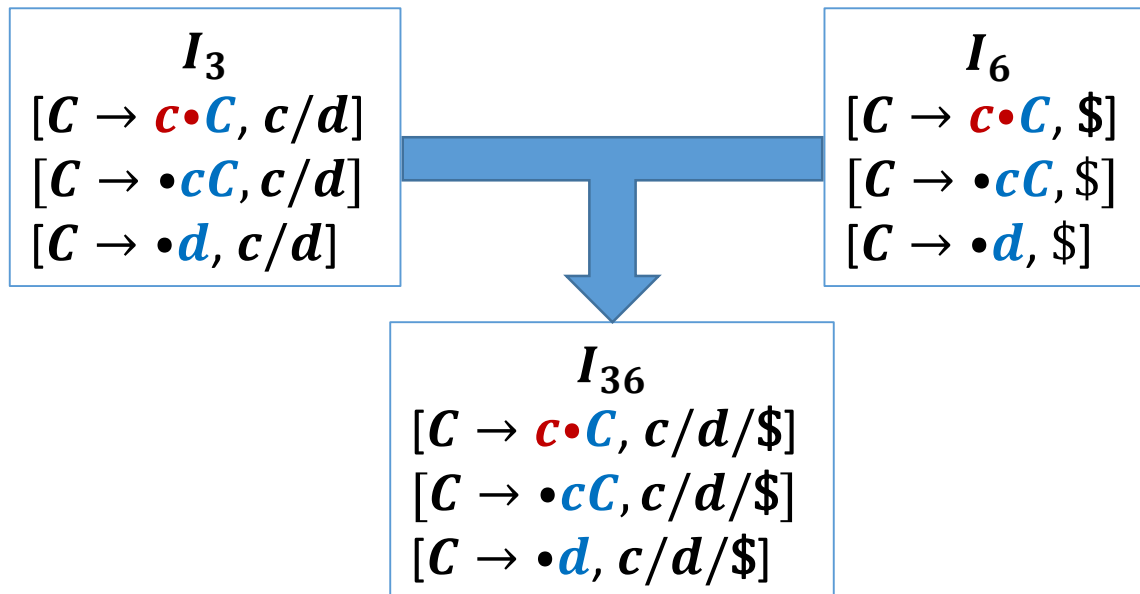 I₃
[C → c•C, c/d]
[C → •cC, c/d]
[C → •d, c/d]
I₆
[C → c•C, $]
[C → •cC, $]
[C → •d, $]
I₃₆
[C → c•C, c/d/$]
[C → •cC, c/d/$]
[C → •d, c/d/$]